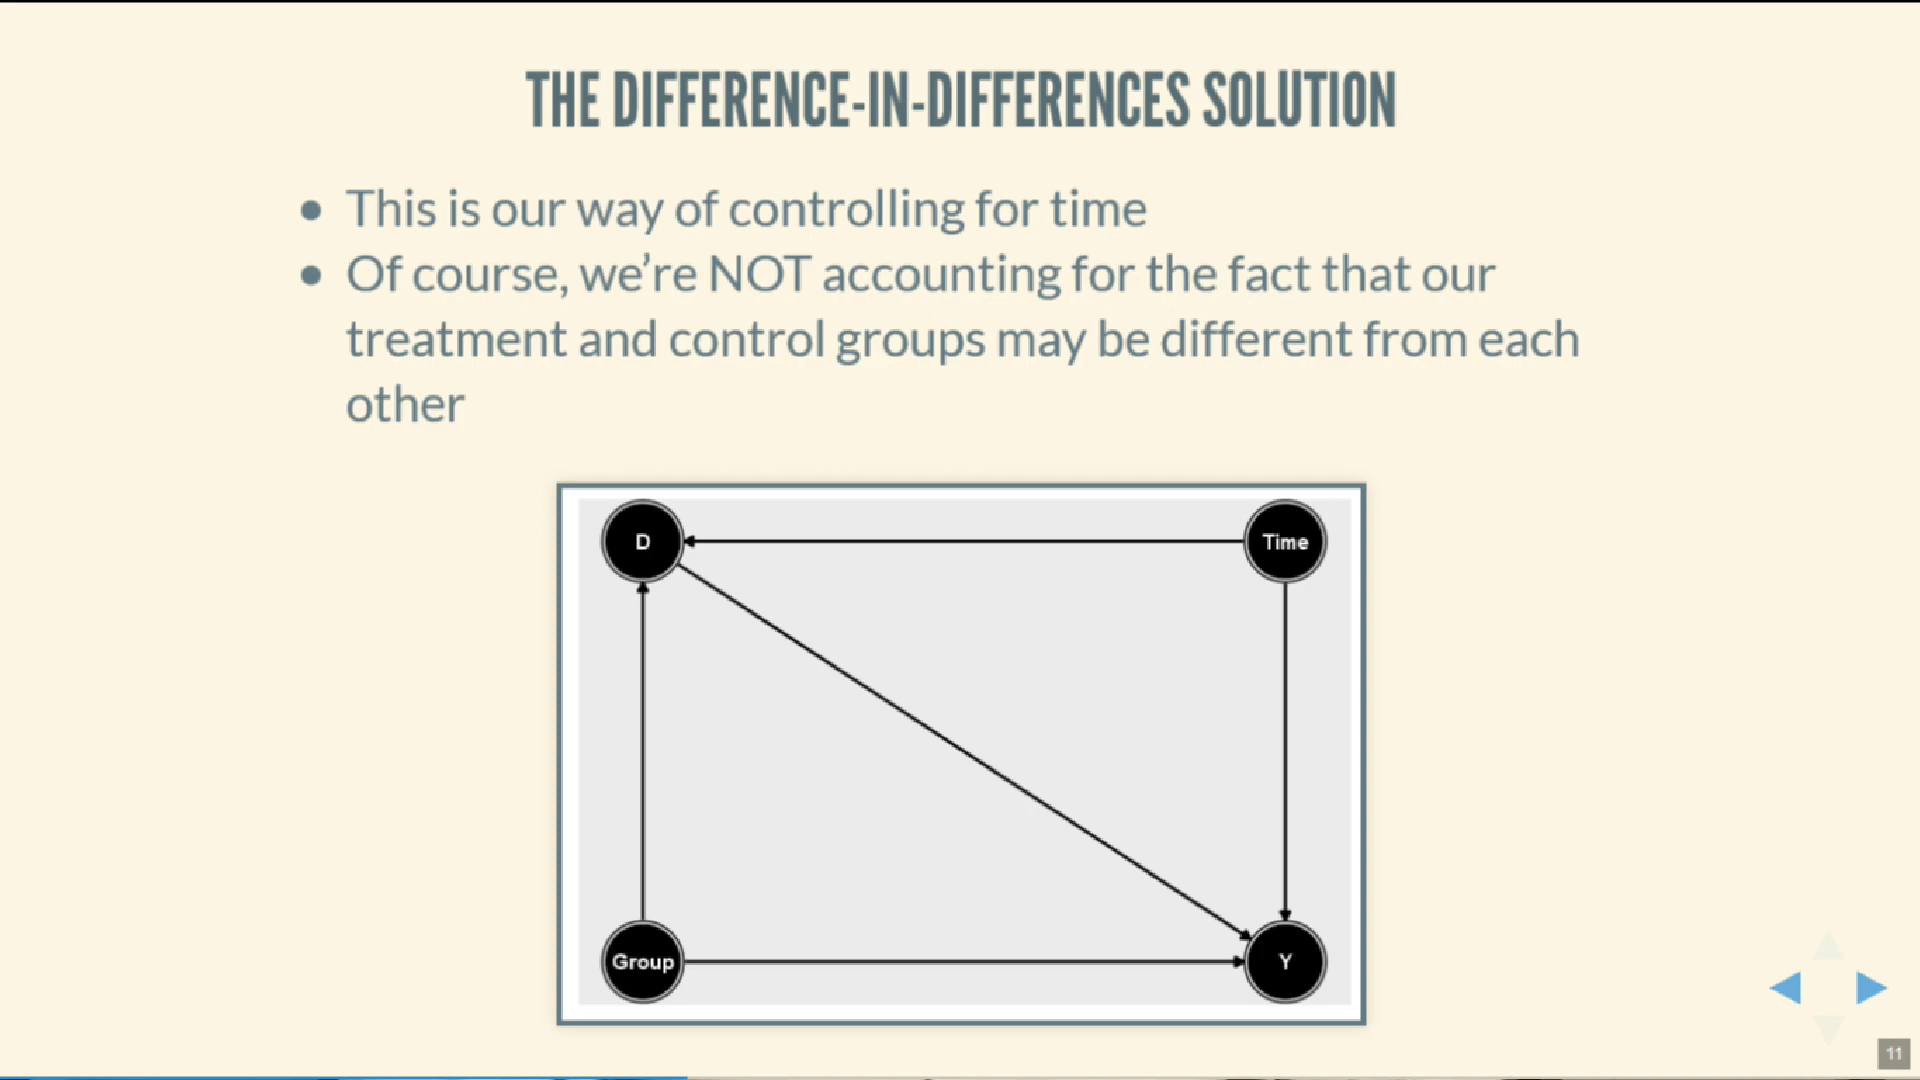 THE DIFFERENCE-IN-DIFFERENCES SOLUTION
This is our way of controlling for time
Of course, we’re NOT accounting for the fact that our
treatment and control groups may be different from each
other
D
Time
Group
Y
11